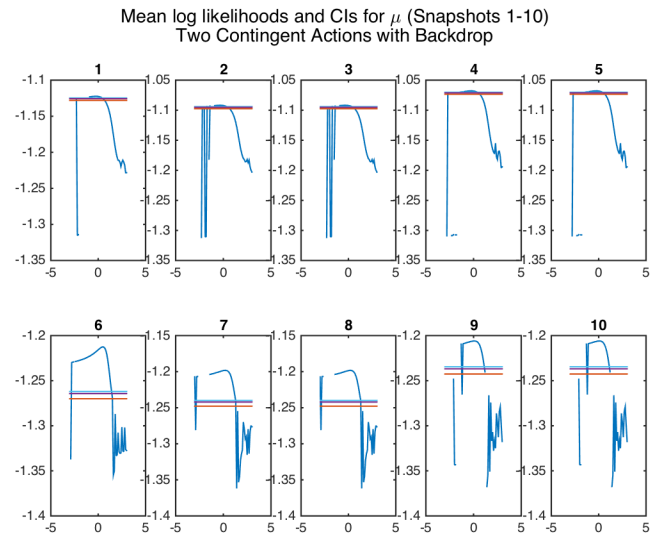 Mean log likelihoods and CIs for μ (Snapshots 1-10)
Two Contingent Actions with Backdrop
1 2 3 4 5
-1.1 1.05 1.05 1.05 1.05
-1.1 -1.1 -1.1 -1.1
-1.15
1.15 1.15 1.15 1.15
-1.2
-1.2 -1.2 -1.2 -1.2
-1.25
1.25 1.25 1.25 1.25
-1.3
-1.3 -1.3 -1.3 -1.3
-1.35 1.35 1.35 1.35 1.35
-5 0 5 -5 0 5 -5 0 5 -5 0 5 -5 0 5
6 7 8 9 10
-1.2 1.15 1.15 1.15 1.15
-1.2 -1.2 -1.2 -1.2
-1.25
1.25 1.25 1.25 1.25
-1.3
-1.3 -1.3 -1.3 -1.3
-1.35
1.35 1.35 1.35 1.35
-1.4 -1.4 -1.4 -1.4 -1.4
-5 0 5 -5 0 5 -5 0 5 -5 0 5 -5 0 5